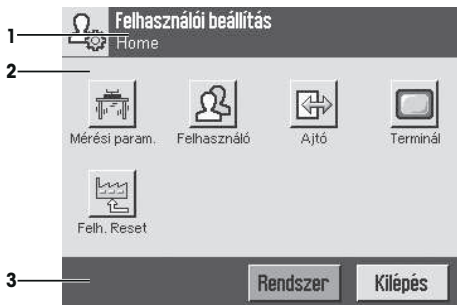 Felhasználói beállítás
1
Home
2
Mérési param. Felhasználó Ajtó Terminál
Felh. Reset
3
Rendszer Kilépés